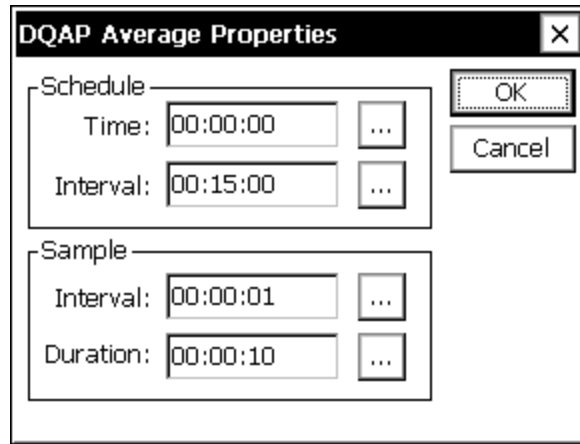 DQAP Average Properties
Schedule
Time: 00:00:00 ...
Interval: 00:15:00 ...
Sample
Interval: 00:00:01 ...
Duration: 00:00:10 ...
OK
Cancel